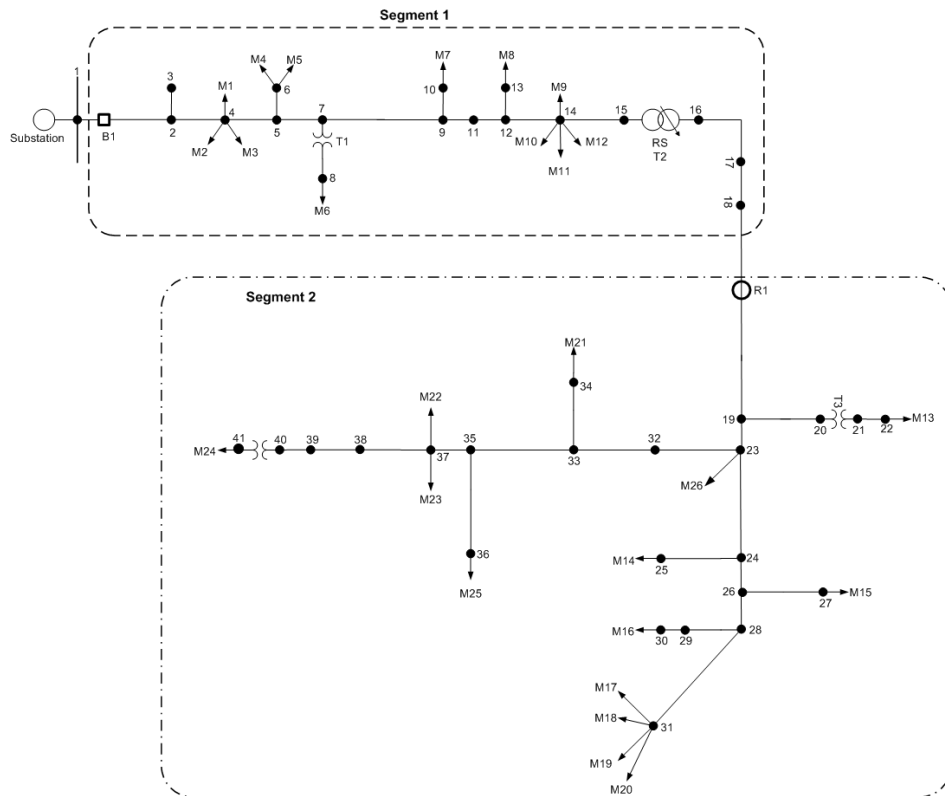 Segment 1
M4 M5 M7 M8
1 3 M1 M9
6 10 13
4 7 14 15 16
Substation B1 2 5 9 11 12
T1 RS
T2
M2 M3 M10 M12
M11
17
8
M6 18
Segment 2 R1
M21
34
M22 T3
19 20 21 22 M13
41 40 39 38 35
M24 37 33 32 23
M23 M26
36 M14 25 24
M25 26 27 M15
M16 30 29 28
M17
M18 31
M19
M20